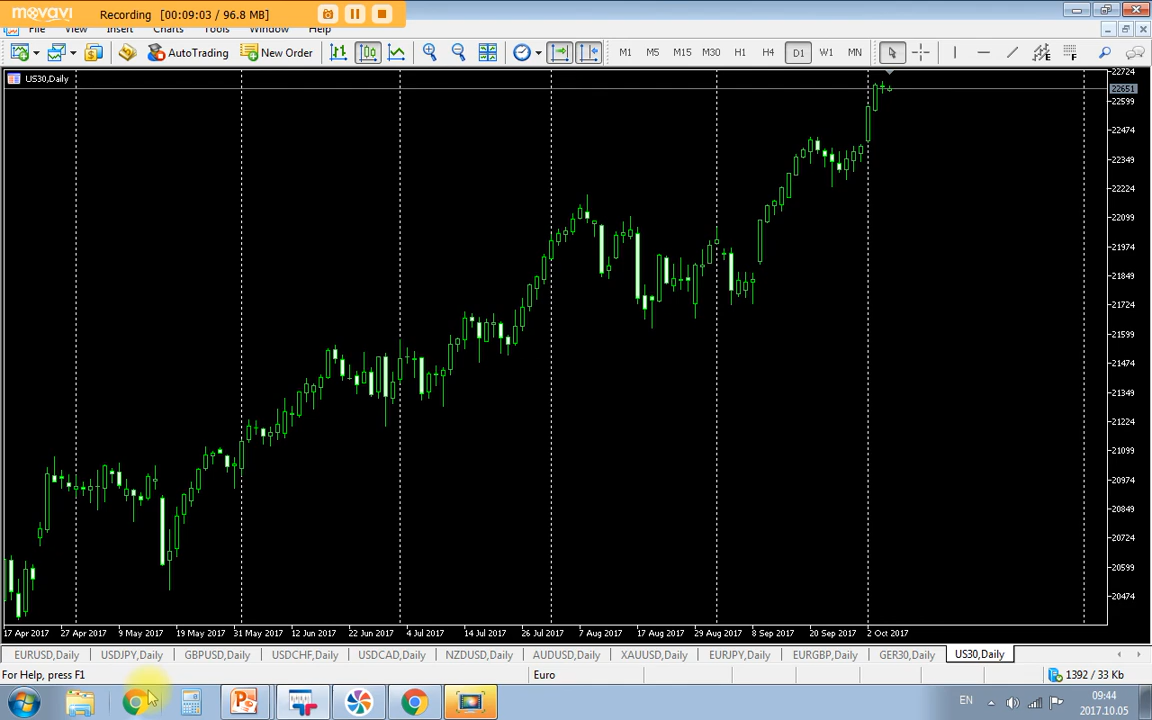 movavi Recording [00:09:03 / 96.8 MB]
File View Insert Charts Tools Window Help
AutoTrading New Order M1 M5 M15 M30 H1 H4 D1 W1 MN E F
US30,Daily
22724
22651
22599
22474
22349
22224
22099
21974
21849
21724
21599
21474
21349
21224
21099
20974
20849
20724
20599
20474
17 Apr 2017 27 Apr 2017 9 May 2017 19 May 2017 31 May 2017 12 Jun 2017 22 Jun 2017 4 Jul 2017 14 Jul 2017 26 Jul 2017 7 Aug 2017 17 Aug 2017 29 Aug 2017 8 Sep 2017 20 Sep 2017 2 Oct 2017
EURUSD,Daily USDJPY,Daily GBPUSD,Daily USDCHF,Daily USDCAD,Daily NZDUSD,Daily AUDUSD,Daily XAUUSD,Daily EURJPY,Daily EURGBP,Daily GER30,Daily US30,Daily
For Help, press F1 Euro 1392 / 33 Kb
EN 09:44
2017.10.05